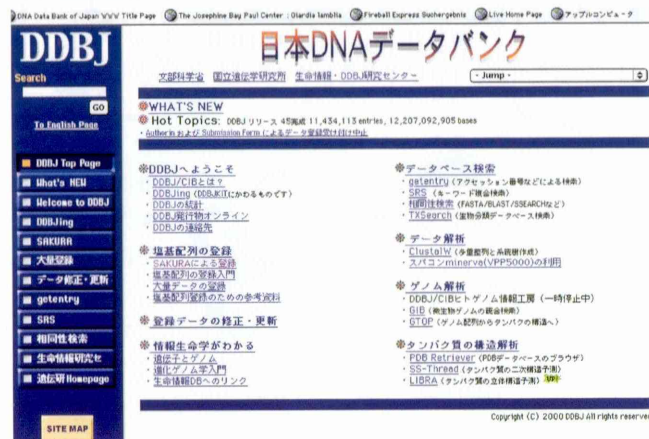 DNA Data Bank of Japan WWW Title Page
The Josephine Bay Paul Center : Giardia lamblia
Fireball Express Suchergebnis
Live Home Page
アップルコンピュータ
DDBJ
日本DNAデータバンク
文部科学省 国立遺伝学研究所 生命情報・DDBJ研究センター
- Jump -
Search
GO
To English Page
WHAT'S NEW
Hot Topics: DDBJ リリース 45完成 11,434,113 entries, 12,207,092,905 bases
・Authorin および Submission Form によるデータ登録受け付け中止
DDBJ Top Page
What's NEW
Welcome to DDBJ
DDBJing
SAKURA
大量登録
データ修正・更新
getentry
SRS
相同性検索
生命情報研究セ
遺伝研 Homepage
SITE MAP
DDBJへようこそ
・DDBJ/CIBとは?
・DDBJing (DDBJKITにかわるものです)
・DDBJの統計
・DDBJ発行物オンライン
・DDBJの連絡先
塩基配列の登録
・SAKURAによる登録
・塩基配列の登録入門
・大量データの登録
・塩基配列登録のための参考資料
登録データの修正・更新
情報生命学がわかる
・遺伝子とゲノム
・進化ゲノム学入門
・生命情報DBへのリンク
データベース検索
・getentry (アクセッション番号などによる検索)
・SRS (キーワード複合検索)
・相同性検索 (FASTA/BLAST/SSEARCHなど)
・TXSearch (生物分類データベース検索)
データ解析
・ClustalW (多重整列と系統樹作成)
・スパコンminerva(VPP5000)の利用
ゲノム解析
・DDBJ/CIBヒトゲノム情報工房 (一時停止中)
・GIB (微生物ゲノムの統合検索)
・GTOP (ゲノム配列からタンパクの構造へ)
タンパク質の構造解析
・PDB Retriever (PDBデータベースのブラウザ)
・SS-Thread (タンパク質の二次構造予測)
・LIBRA (タンパク質の立体構造予測)
Copyright (C) 2000 DDBJ All rights reserved